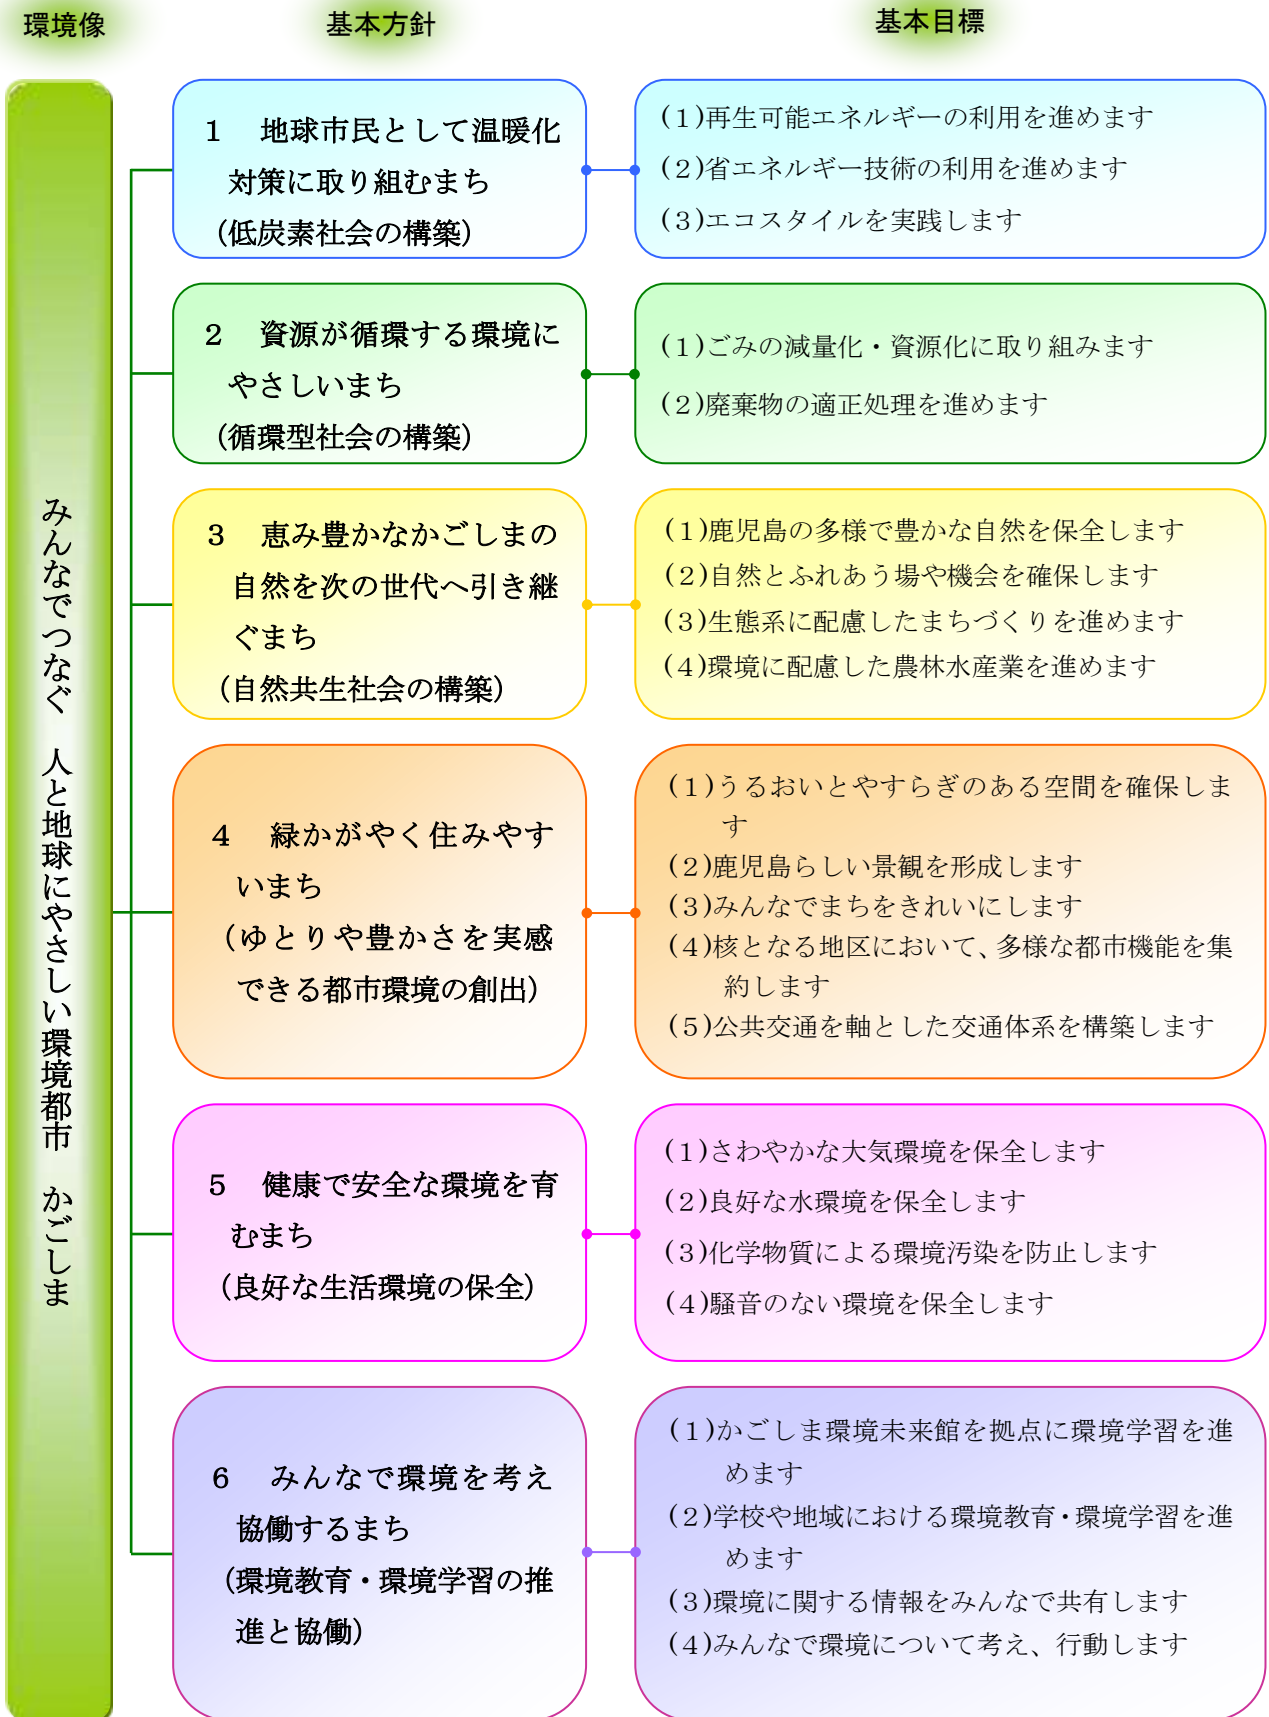 環境像
基本方針
基本目標
みんなでつなぐ　人と地球にやさしい環境都市　かごしま
1　地球市民として温暖化
対策に取り組むまち
（低炭素社会の構築）
(1)再生可能エネルギーの利用を進めます
(2)省エネルギー技術の利用を進めます
(3)エコスタイルを実践します
2　資源が循環する環境に
やさしいまち
（循環型社会の構築）
(1)ごみの減量化・資源化に取り組みます
(2)廃棄物の適正処理を進めます
3　恵み豊かなかごしまの
自然を次の世代へ引き継
ぐまち
（自然共生社会の構築）
(1)鹿児島の多様で豊かな自然を保全します
(2)自然とふれあう場や機会を確保します
(3)生態系に配慮したまちづくりを進めます
(4)環境に配慮した農林水産業を進めます
4　緑かがやく住みやす
いまち
（ゆとりや豊かさを実感
できる都市環境の創出）
(1)うるおいとやすらぎのある空間を確保しま
す
(2)鹿児島らしい景観を形成します
(3)みんなでまちをきれいにします
(4)核となる地区において、多様な都市機能を集
約します
(5)公共交通を軸とした交通体系を構築します
5　健康で安全な環境を育
むまち
（良好な生活環境の保全）
(1)さわやかな大気環境を保全します
(2)良好な水環境を保全します
(3)化学物質による環境汚染を防止します
(4)騒音のない環境を保全します
6　みんなで環境を考え
協働するまち
（環境教育・環境学習の推
進と協働）
(1)かごしま環境未来館を拠点に環境学習を進
めます
(2)学校や地域における環境教育・環境学習を進
めます
(3)環境に関する情報をみんなで共有します
(4)みんなで環境について考え、行動します